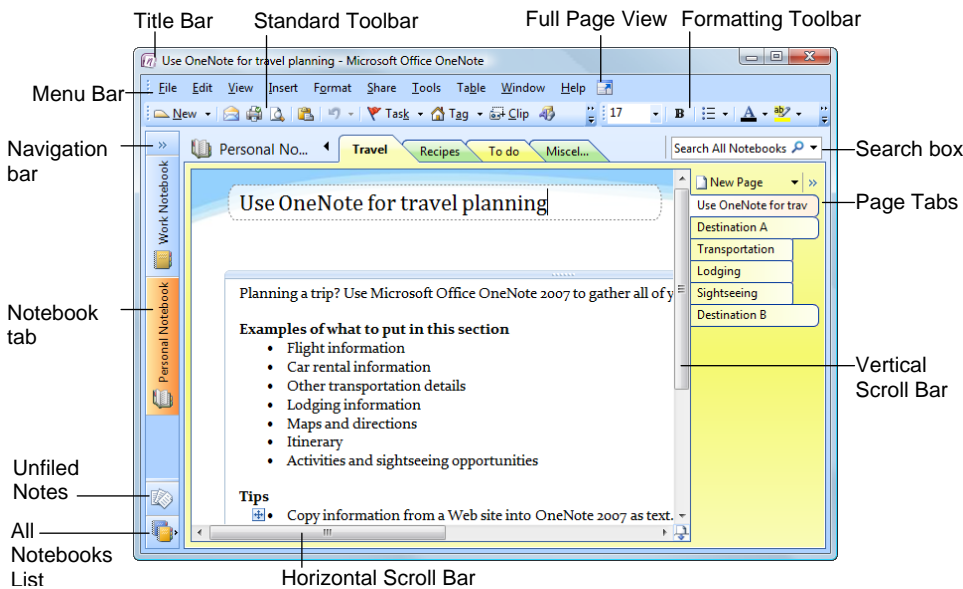 Title Bar
Standard Toolbar
Full Page View
Formatting Toolbar
Use OneNote for travel planning - Microsoft Office OneNote
Menu Bar
File Edit View Insert Format Share Tools Table Window Help
New Task Tag Clip 17 B A ab
Navigation
bar
Personal No... Travel Recipes To do Miscel... Search All Notebooks
Search box
Work Notebook
Use OneNote for travel planning
New Page
Use OneNote for trav
Page Tabs
Destination A
Transportation
Lodging
Sightseeing
Destination B
Notebook
tab
Personal Notebook
Planning a trip? Use Microsoft Office OneNote 2007 to gather all of y
Examples of what to put in this section
• Flight information
• Car rental information
• Other transportation details
• Lodging information
• Maps and directions
• Itinerary
• Activities and sightseeing opportunities
Vertical
Scroll Bar
Unfiled
Notes
Tips
• Copy information from a Web site into OneNote 2007 as text.
All
Notebooks
List
Horizontal Scroll Bar